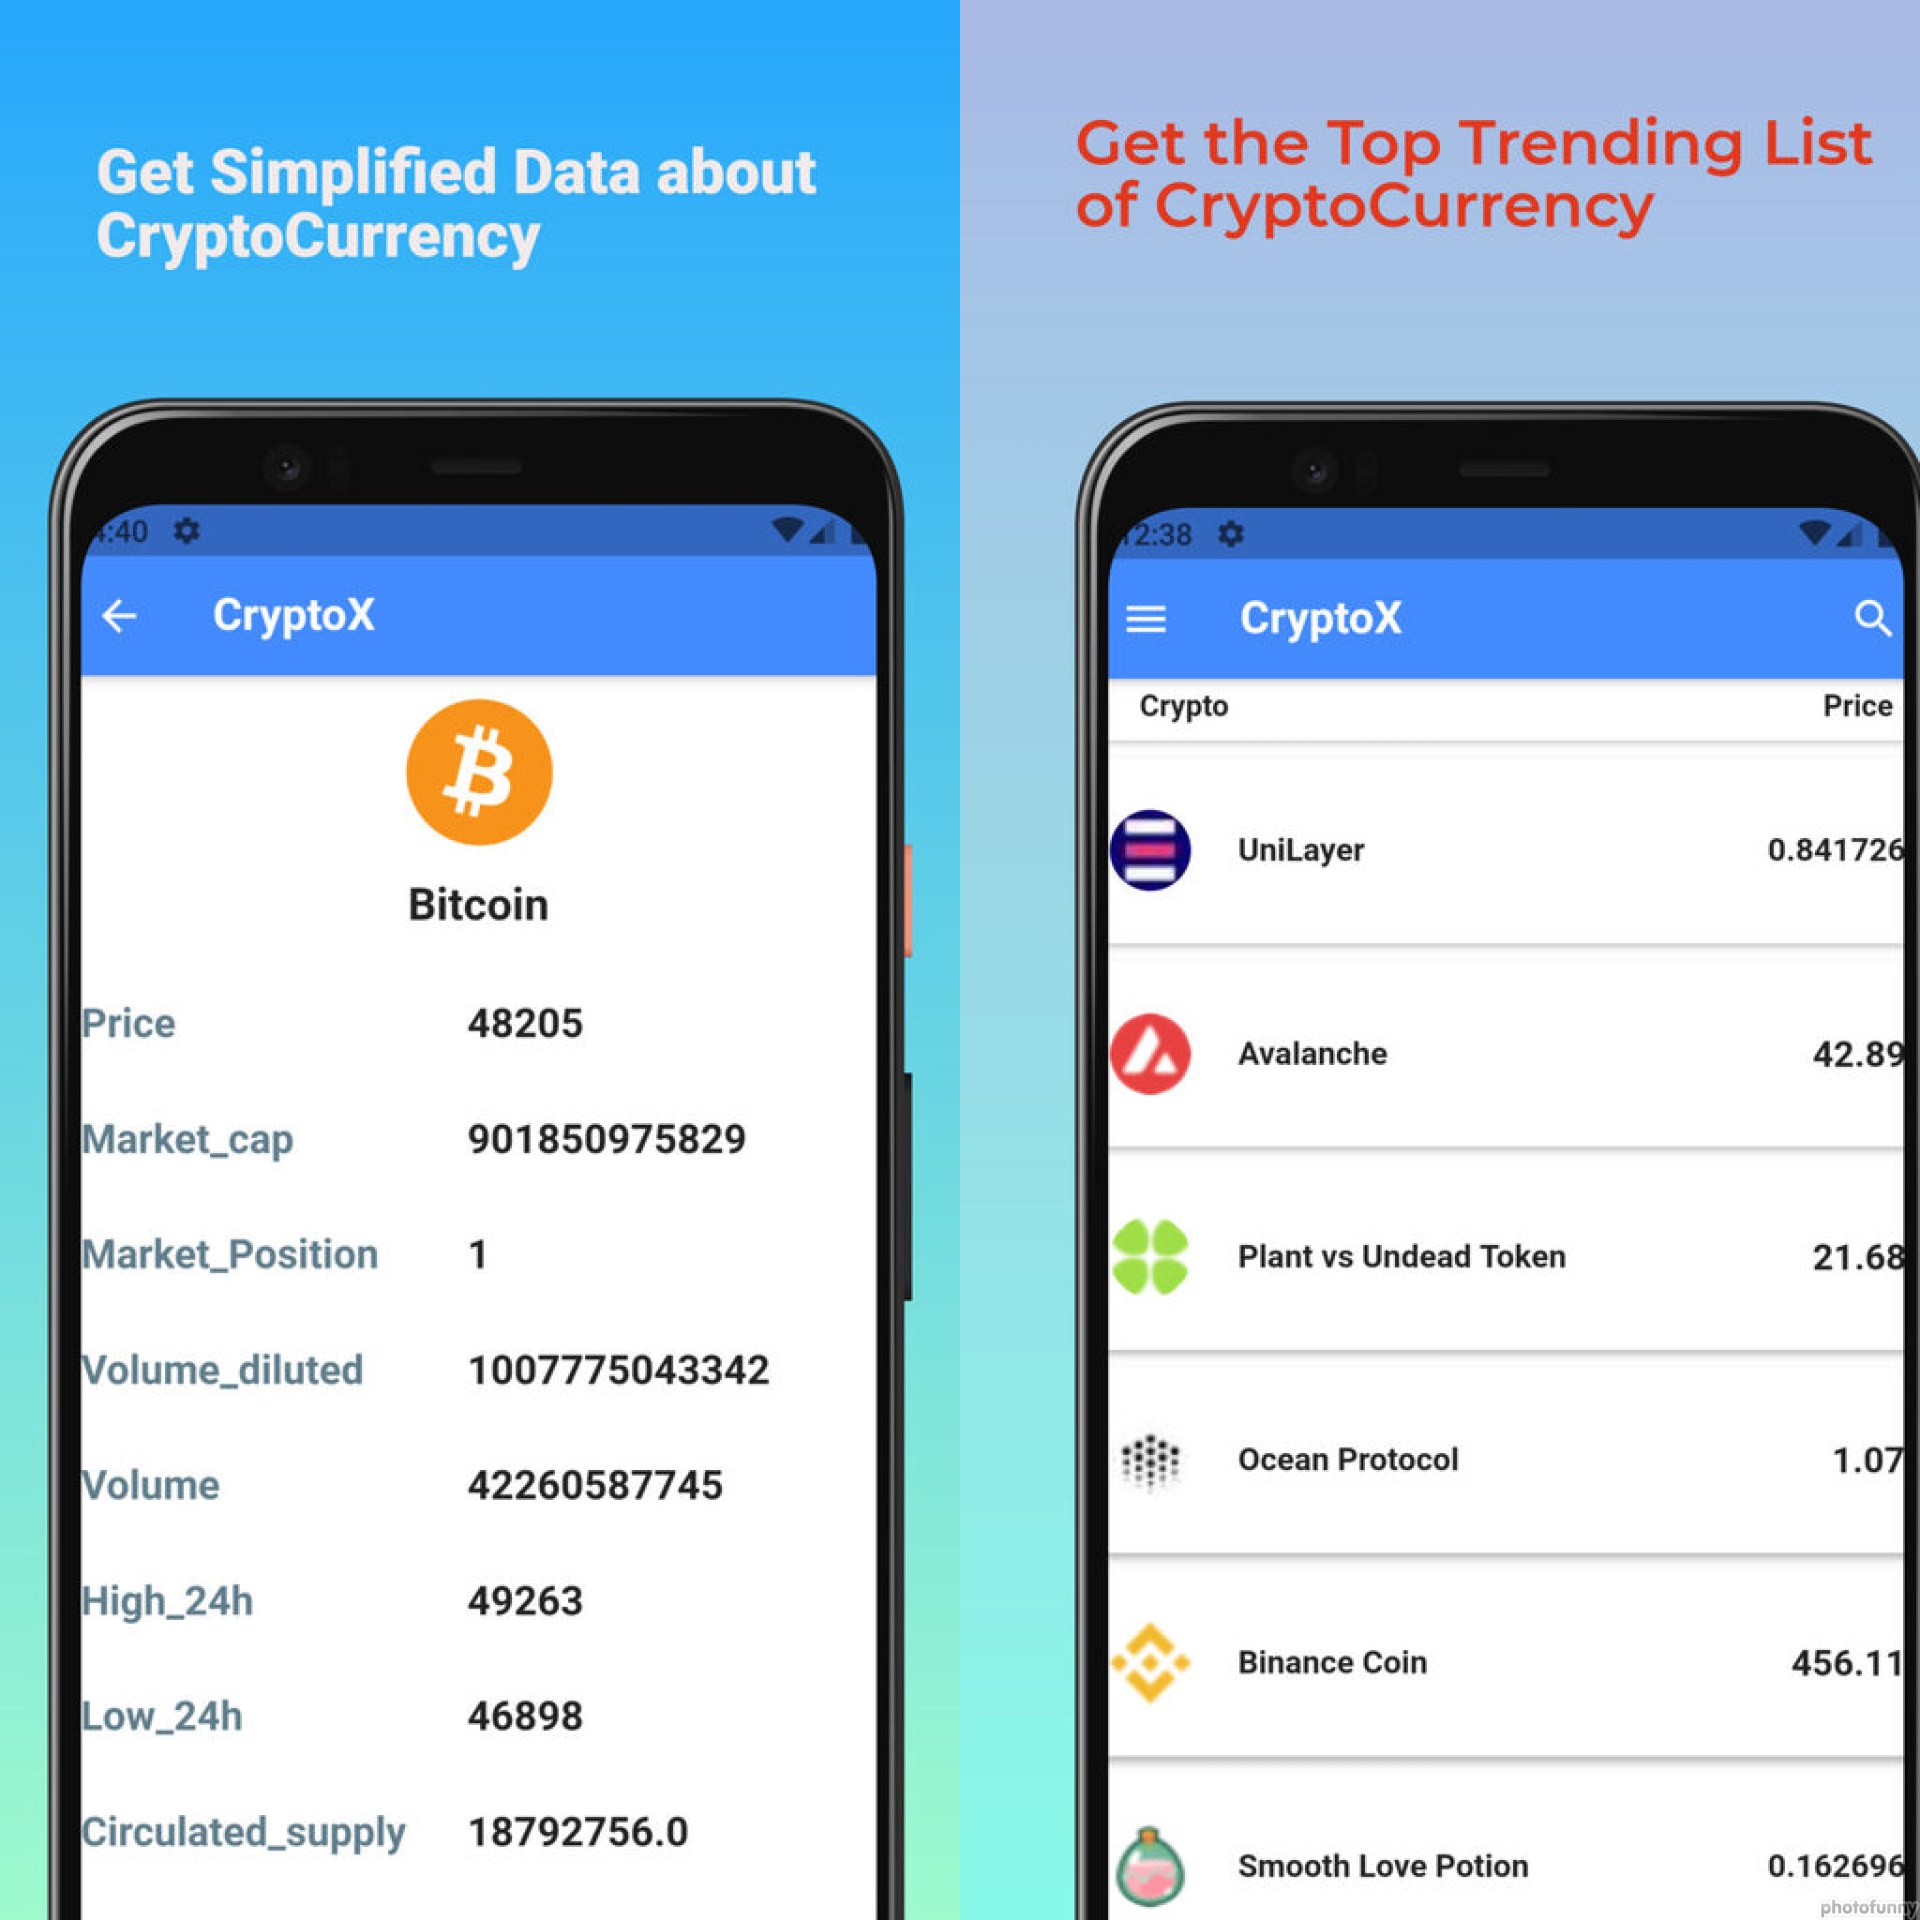 Get Simplified Data about
CryptoCurrency
4:40
CryptoX
Bitcoin
Price 48205
Market_cap 901850975829
Market_Position 1
Volume_diluted 1007775043342
Volume 42260587745
High_24h 49263
Low_24h 46898
Circulated_supply 18792756.0
Get the Top Trending List
of CryptoCurrency
12:38
CryptoX
Crypto Price
UniLayer 0.841726
Avalanche 42.89
Plant vs Undead Token 21.68
Ocean Protocol 1.07
Binance Coin 456.11
Smooth Love Potion 0.162696
photofunny